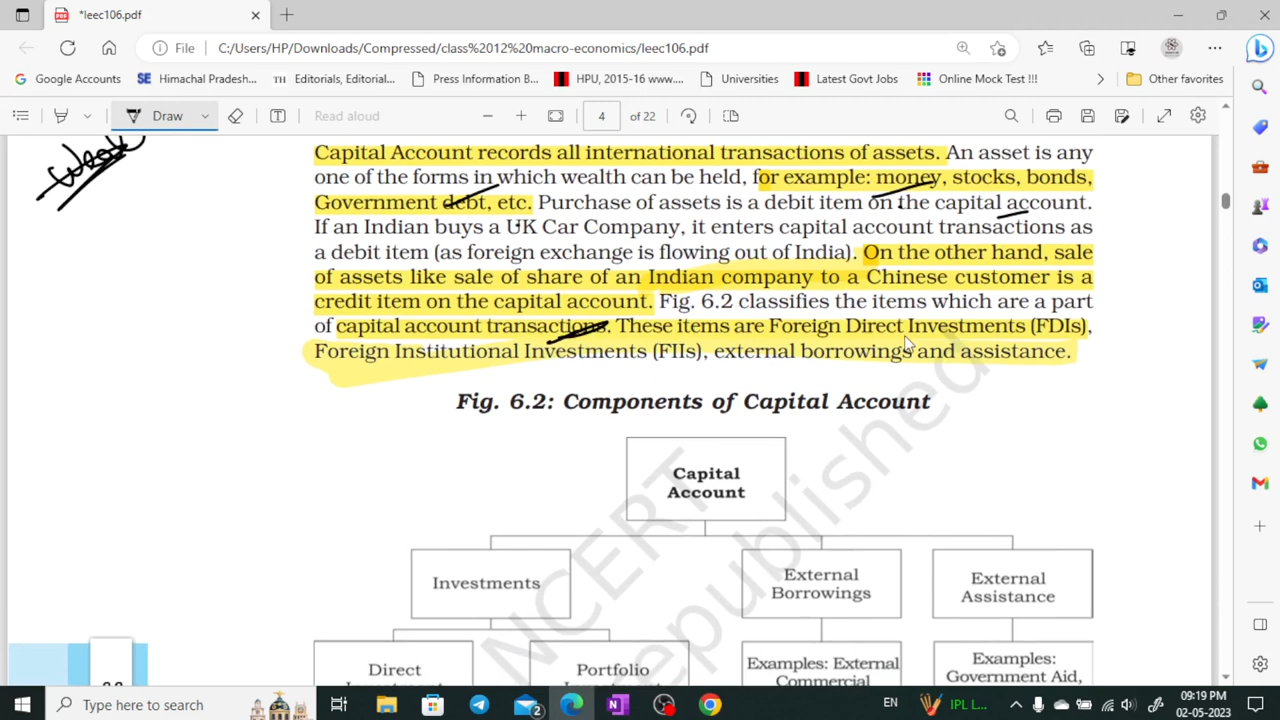 *leec106.pdf
File
C:/Users/HP/Downloads/Compressed/class%2012%20macro-economics/leec106.pdf
Google Accounts
SE Himachal Pradesh...
TH Editorials, Editorial...
Press Information B...
HPU, 2015-16 www....
Universities
Latest Govt Jobs
Online Mock Test !!!
Other favorites
Draw
Read aloud
4 of 22
Capital Account records all international transactions of assets. An asset is any
one of the forms in which wealth can be held, for example: money, stocks, bonds,
Government debt, etc. Purchase of assets is a debit item on the capital account.
If an Indian buys a UK Car Company, it enters capital account transactions as
a debit item (as foreign exchange is flowing out of India). On the other hand, sale
of assets like sale of share of an Indian company to a Chinese customer is a
credit item on the capital account. Fig. 6.2 classifies the items which are a part
of capital account transactions. These items are Foreign Direct Investments (FDIs),
Foreign Institutional Investments (FIIs), external borrowings and assistance.
Fig. 6.2: Components of Capital Account
Capital
Account
Investments
External
Borrowings
External
Assistance
Direct
Portfolio
Examples: External
Commercial
Examples:
Government Aid,
NCERT
republished
Type here to search
2
IPL L...
EN
09:19 PM
02-05-2023